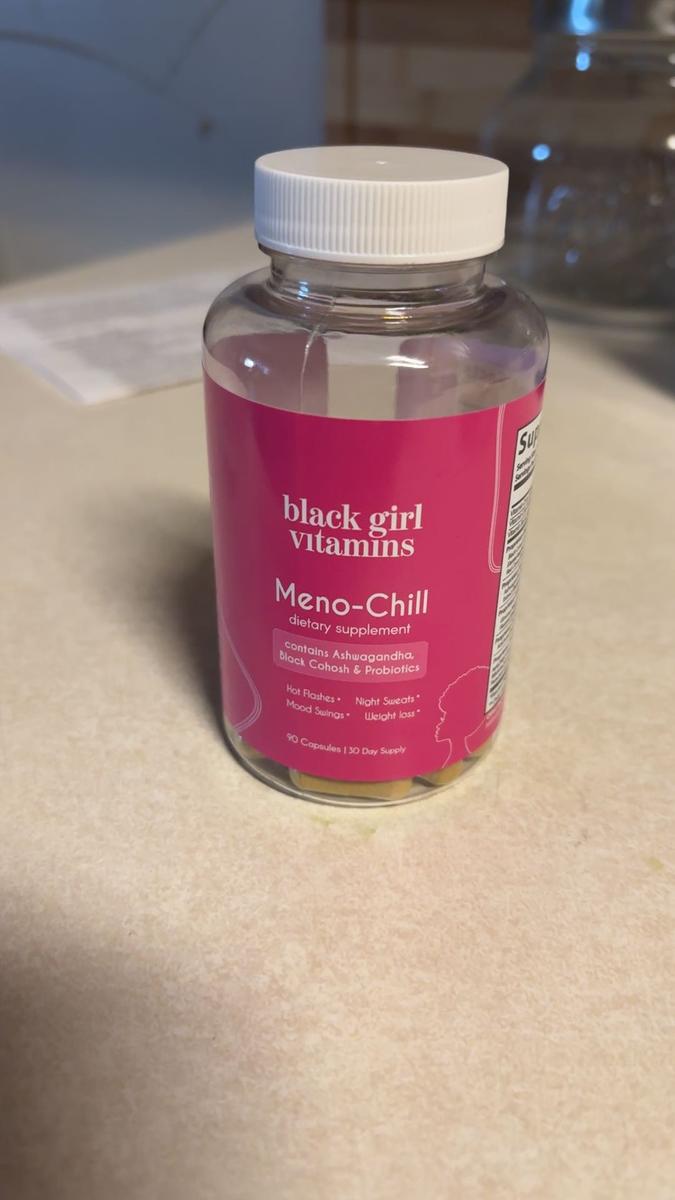 black girl
vitamins
Meno-Chill
dietary supplement
contains Ashwagandha,
Black Cohosh & Probiotics
Hot Flashes* Night Sweats*
Mood Swings* Weight loss*
90 Capsules | 30 Day Supply